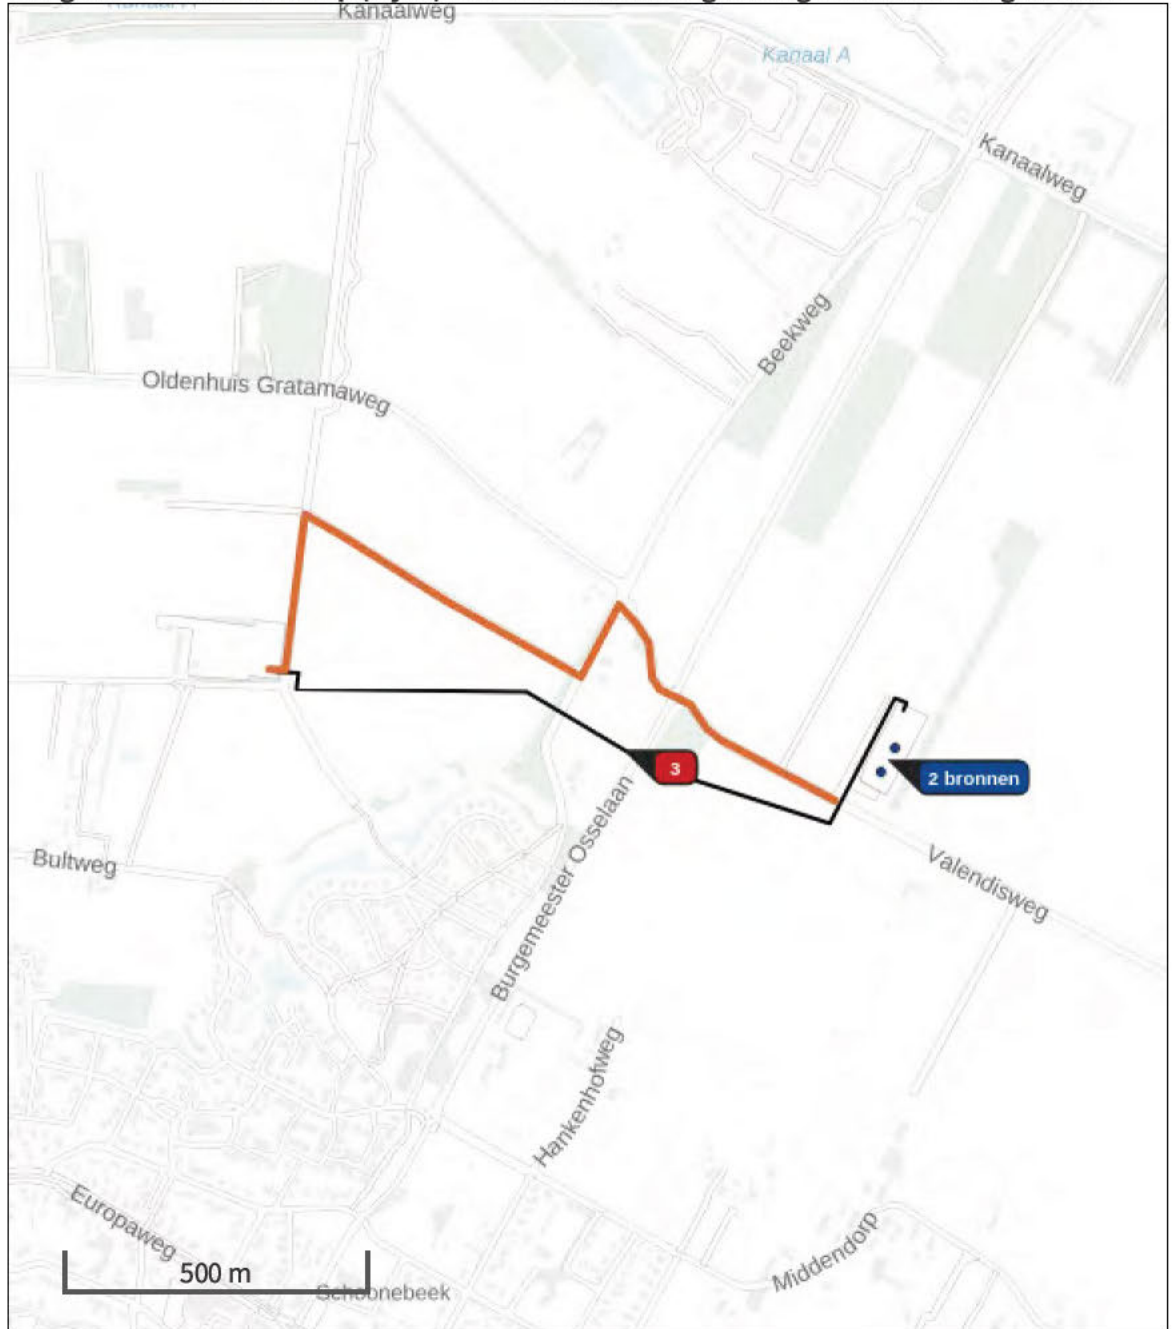 Kanaalweg
Kanaal A
Kanaalweg
Beekweg
Oldenhuis Gratamaweg
3
2 bronnen
Burgemeester Osselaan
Bultweg
Valendisweg
Hankenhofweg
Europaweg
Middendorp
500 m
Schoonebeek